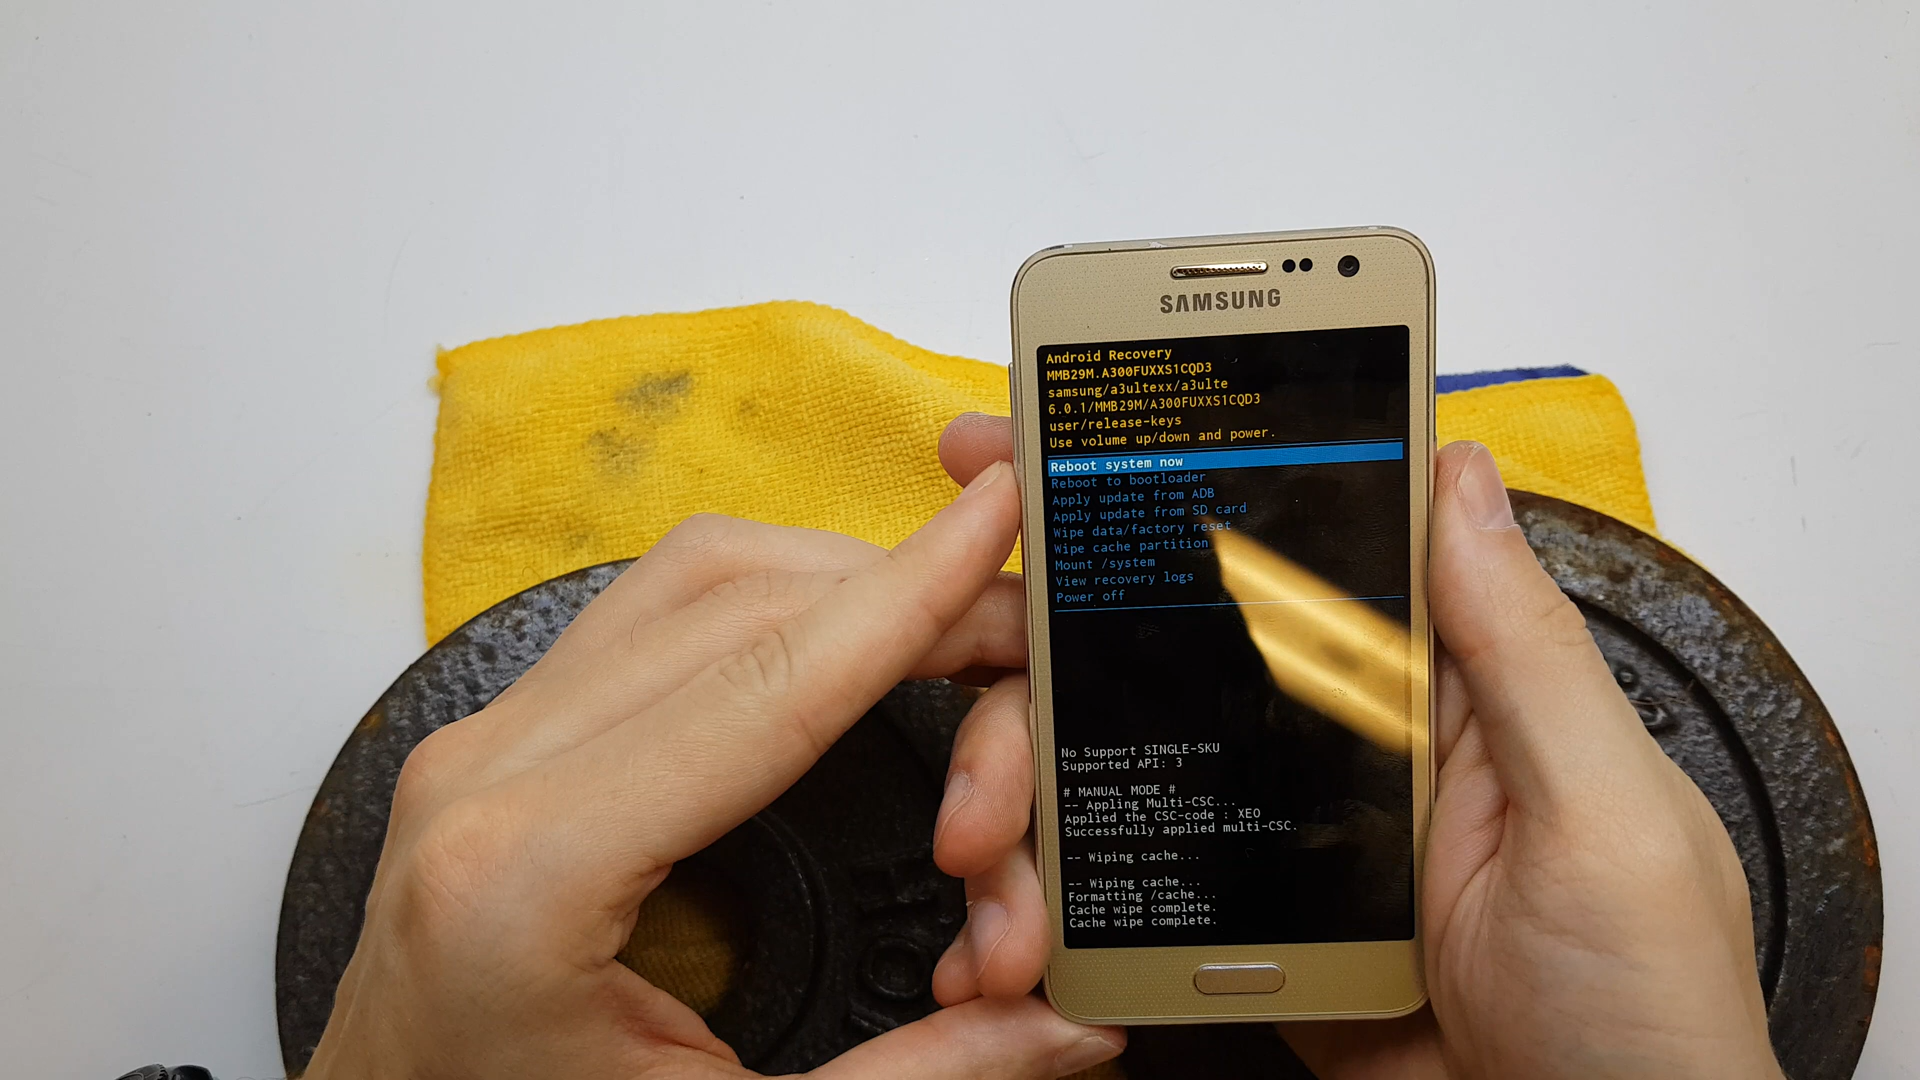 SAMSUNG
Android Recovery
MMB29M.A300FUXXS1CQD3
samsung/a3ultexx/a3ulte
6.0.1/MMB29M/A300FUXXS1CQD3
user/release-keys
Use volume up/down and power.
Reboot system now
Reboot to bootloader
Apply update from ADB
Apply update from SD card
Wipe data/factory reset
Wipe cache partition
Mount /system
View recovery logs
Power off
No Support SINGLE-SKU
Supported API: 3
# MANUAL MODE #
-- Appling Multi-CSC...
Applied the CSC-code : XEO
Successfully applied multi-CSC.
-- Wiping cache...
-- Wiping cache...
Formatting /cache...
Cache wipe complete.
Cache wipe complete.